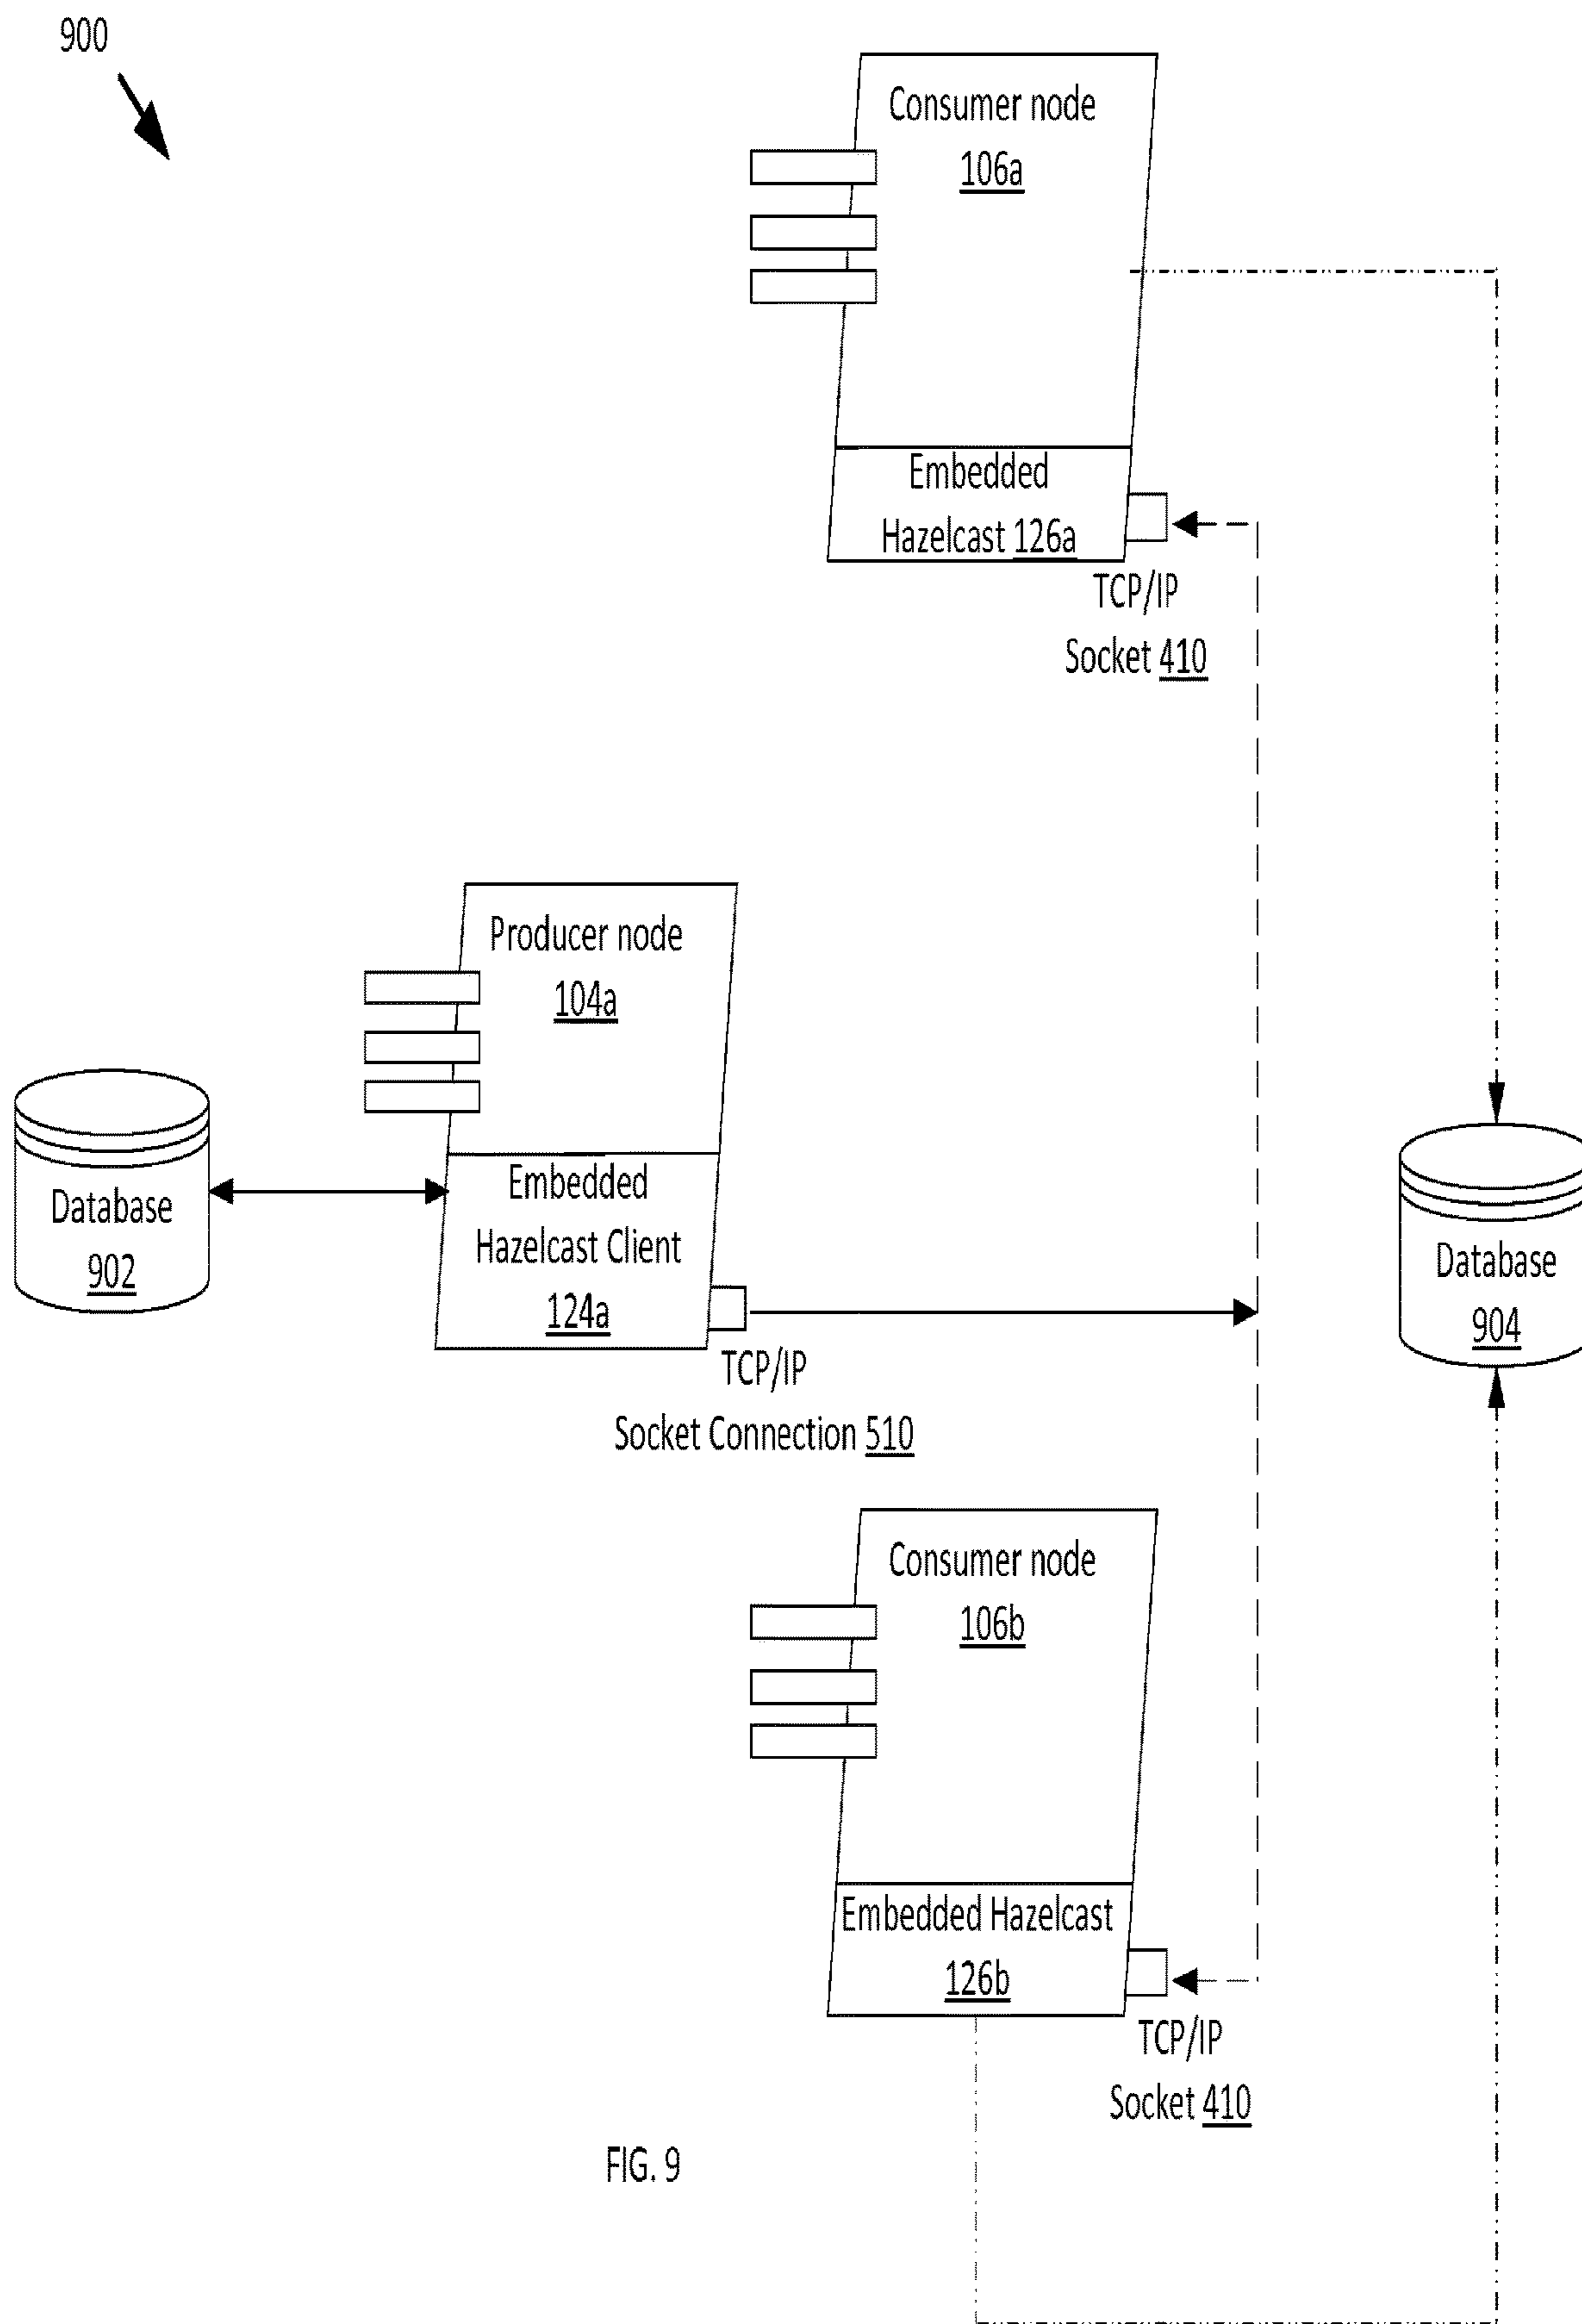 900
Consumer node
106a
Embedded
Hazelcast 126a
TCP/IP
Socket 410
Producer node
104a
Embedded
Hazelcast Client
124a
TCP/IP
Socket Connection 510
Database
902
Database
904
Consumer node
106b
Embedded Hazelcast
126b
TCP/IP
Socket 410
FIG. 9